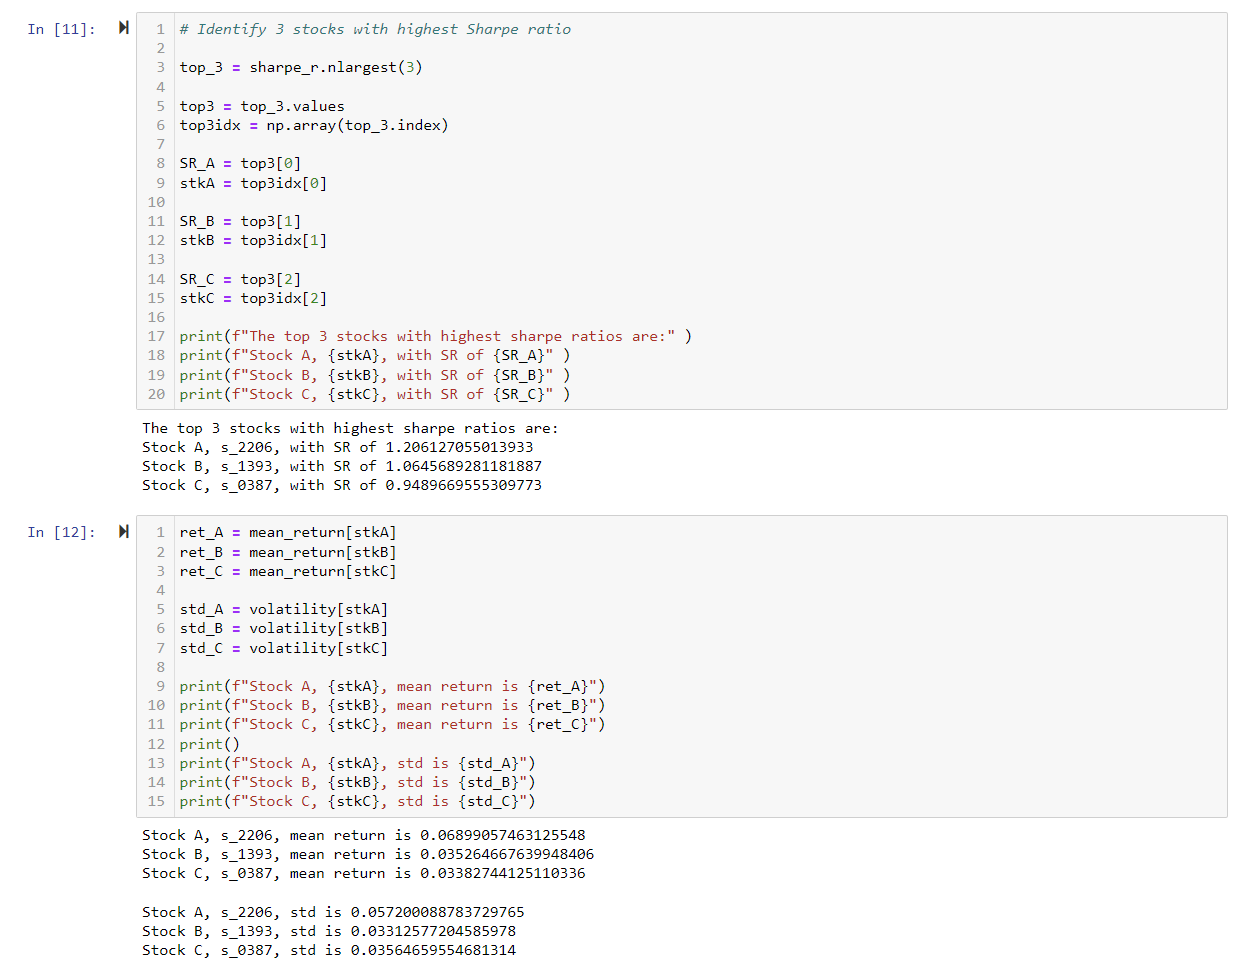 In [11]:
1 # Identify 3 stocks with highest Sharpe ratio
2
3 top_3 = sharpe_r.nlargest(3)
4
5 top3 = top_3.values
6 top3idx = np.array(top_3.index)
7
8 SR_A = top3[0]
9 stkA = top3idx[0]
10
11 SR_B = top3[1]
12 stkB = top3idx[1]
13
14 SR_C = top3[2]
15 stkC = top3idx[2]
16
17 print(f"The top 3 stocks with highest sharpe ratios are:" )
18 print(f"Stock A, {stkA}, with SR of {SR_A}" )
19 print(f"Stock B, {stkB}, with SR of {SR_B}" )
20 print(f"Stock C, {stkC}, with SR of {SR_C}" )
The top 3 stocks with highest sharpe ratios are:
Stock A, s_2206, with SR of 1.206127055013933
Stock B, s_1393, with SR of 1.0645689281181887
Stock C, s_0387, with SR of 0.9489669555309773
In [12]:
1 ret_A = mean_return[stkA]
2 ret_B = mean_return[stkB]
3 ret_C = mean_return[stkC]
4
5 std_A = volatility[stkA]
6 std_B = volatility[stkB]
7 std_C = volatility[stkC]
8
9 print(f"Stock A, {stkA}, mean return is {ret_A}")
10 print(f"Stock B, {stkB}, mean return is {ret_B}")
11 print(f"Stock C, {stkC}, mean return is {ret_C}")
12 print()
13 print(f"Stock A, {stkA}, std is {std_A}")
14 print(f"Stock B, {stkB}, std is {std_B}")
15 print(f"Stock C, {stkC}, std is {std_C}")
Stock A, s_2206, mean return is 0.06899057463125548
Stock B, s_1393, mean return is 0.035264667639948406
Stock C, s_0387, mean return is 0.03382744125110336
Stock A, s_2206, std is 0.057200088783729765
Stock B, s_1393, std is 0.03312577204585978
Stock C, s_0387, std is 0.03564659554681314